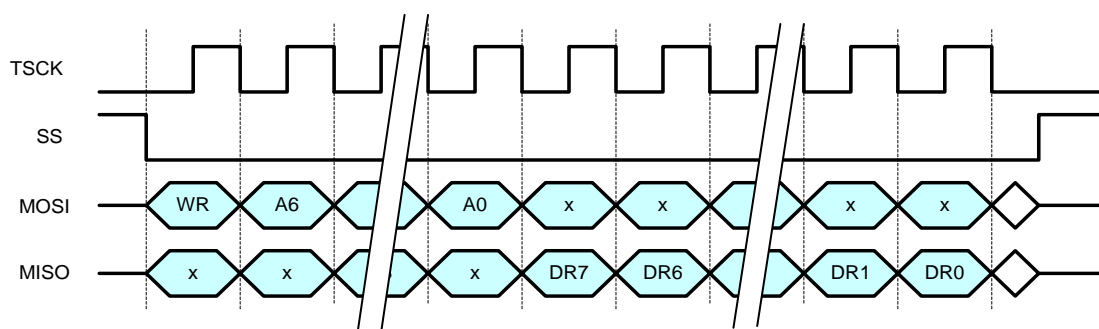 TSCK
SS
MOSI WR A6 A0 x x x x
MISO x x x DR7 DR6 DR1 DR0